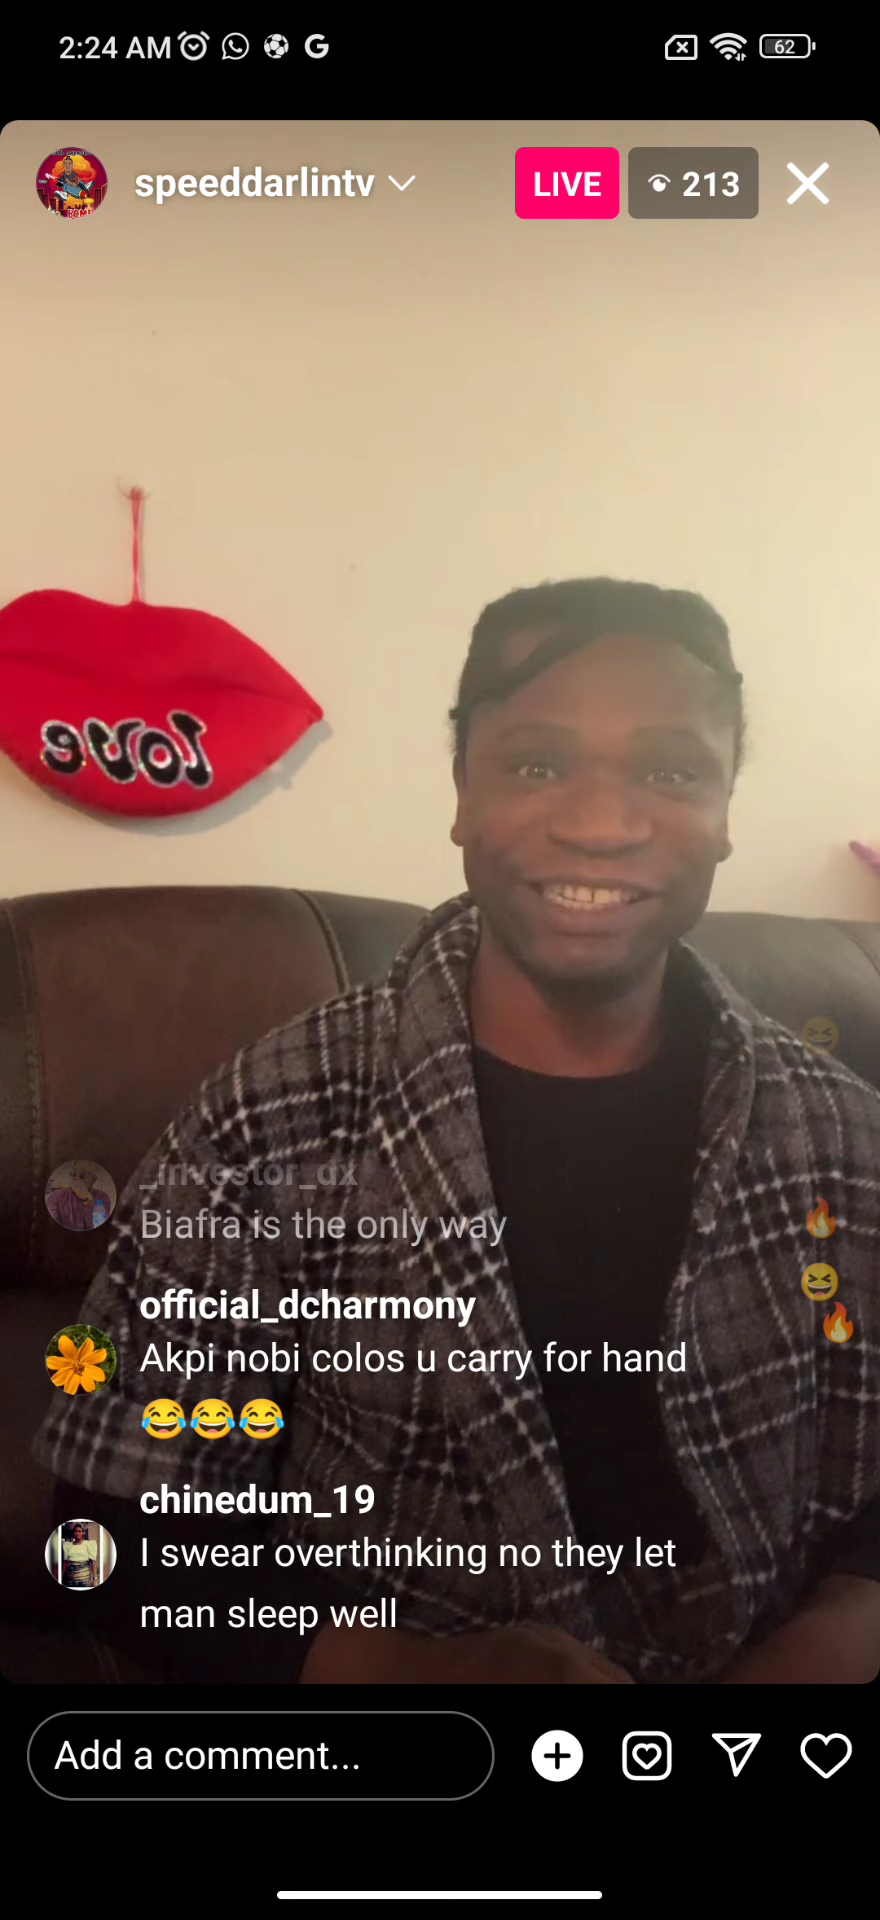 2:24 AM
62
speeddarlintv
LIVE
213
BOMB
love
_investor_dx
Biafra is the only way
official_dcharmony
Akpi nobi colos u carry for hand
😂😂😂
chinedum_19
I swear overthinking no they let
man sleep well
Add a comment...